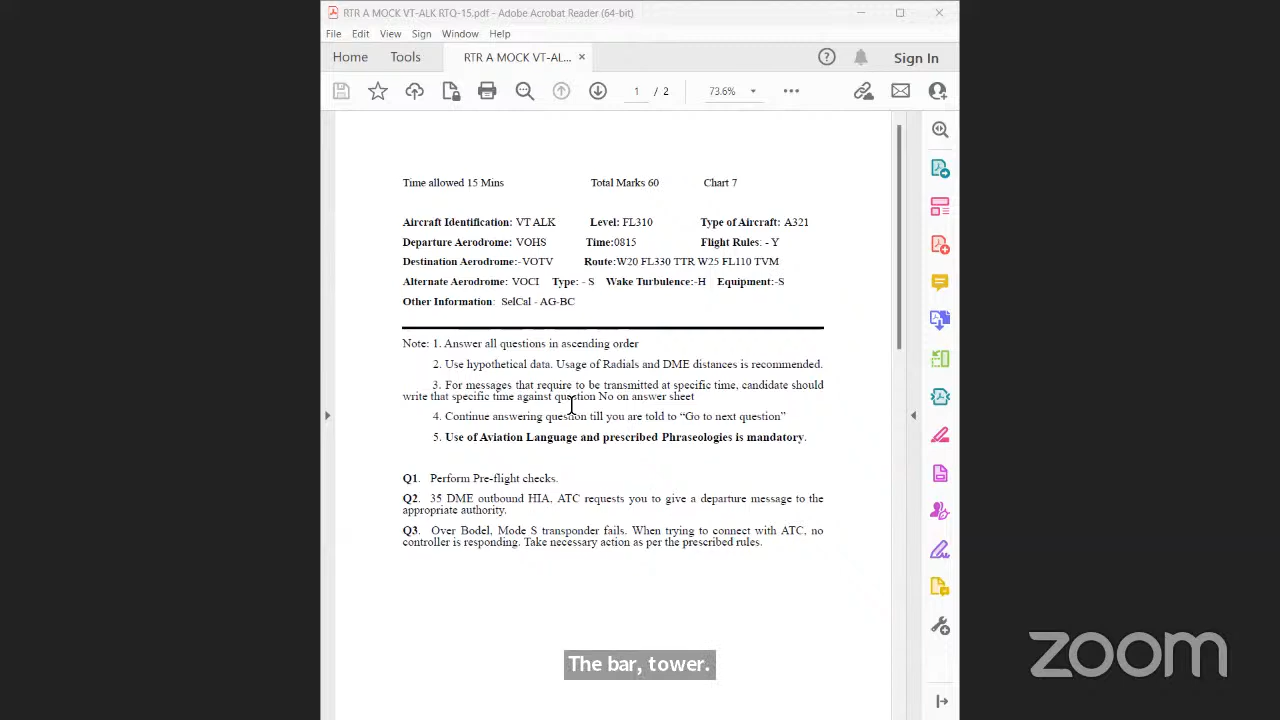 RTR A MOCK VT-ALK RTQ-15.pdf - Adobe Acrobat Reader (64-bit)
File Edit View Sign Window Help
Home Tools RTR A MOCK VT-AL... × Sign In
1 / 2 73.6%
Time allowed 15 Mins Total Marks 60 Chart 7
Aircraft Identification: VT ALK Level: FL310 Type of Aircraft: A321
Departure Aerodrome: VOHS Time:0815 Flight Rules: - Y
Destination Aerodrome:- VOTV Route:W20 FL330 TTR W25 FL110 TVM
Alternate Aerodrome: VOCI Type: - S Wake Turbulence:-H Equipment:-S
Other Information: SelCal - AG-BC
Note: 1. Answer all questions in ascending order
2. Use hypothetical data. Usage of Radials and DME distances is recommended.
3. For messages that require to be transmitted at specific time, candidate should
write that specific time against question No on answer sheet
4. Continue answering question till you are told to “Go to next question”
5. Use of Aviation Language and prescribed Phraseologies is mandatory.
Q1. Perform Pre-flight checks.
Q2. 35 DME outbound HIA, ATC requests you to give a departure message to the
appropriate authority.
Q3. Over Bodel, Mode S transponder fails. When trying to connect with ATC, no
controller is responding. Take necessary action as per the prescribed rules.
The bar, tower.
zoom